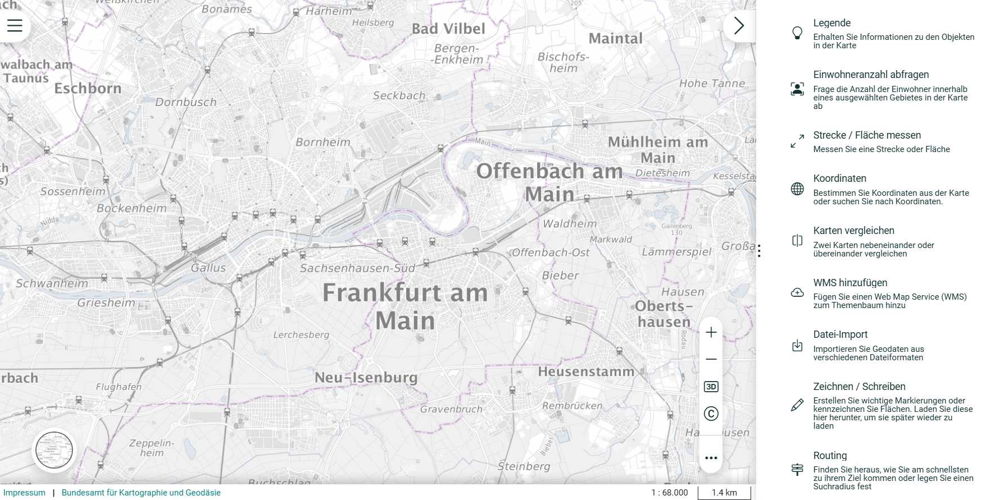 ach
Weißkirchen
Bonames
Harheim
Heilsberg
Bad Vilbel
205
Maintal
Bergen-
-Enkheim
Bischofs-
heim
walbach am
Taunus
Eschborn
Hohe Tanne
Seckbach
Dornbusch
Bornheim
Main
Mühlheim am
Main
Offenbach am
Main
Dietesheim
Kesselsta
Sossenheim
Bockenheim
Nidda
Waldheim
Gailenberg
130
Markwald
Offenbach-Ost
Lämmerspiel
Großa
Gallus
Sachsenhausen-Süd
Bieber
Schwanheim
Griesheim
Frankfurt am
Main
Hausen
Oberts-
hausen
Rodau
Lerchesberg
rbach
Neu-Isenburg
Heusenstamm
Flughafen
Gravenbruch
Rembrücken
Ha
usen
Zeppelin-
heim
Bieber
Steinberg
Buchschlag
3D
C
Impressum | Bundesamt für Kartographie und Geodäsie
1 : 68.000
1.4 km
Legende
Erhalten Sie Informationen zu den Objekten
in der Karte
Einwohneranzahl abfragen
Frage die Anzahl der Einwohner innerhalb
eines ausgewählten Gebietes in der Karte
ab
Strecke / Fläche messen
Messen Sie eine Strecke oder Fläche
Koordinaten
Bestimmen Sie Koordinaten aus der Karte
oder suchen Sie nach Koordinaten.
Karten vergleichen
Zwei Karten nebeneinander oder
übereinander vergleichen
WMS hinzufügen
Fügen Sie einen Web Map Service (WMS)
zum Themenbaum hinzu
Datei-Import
Importieren Sie Geodaten aus
verschiedenen Dateiformaten
Zeichnen / Schreiben
Erstellen Sie wichtige Markierungen oder
kennzeichnen Sie Flächen. Laden Sie diese
hier herunter, um sie später wieder zu
laden
Routing
Finden Sie heraus, wie Sie am schnellsten
zu ihrem Ziel kommen oder legen Sie einen
Suchradius fest